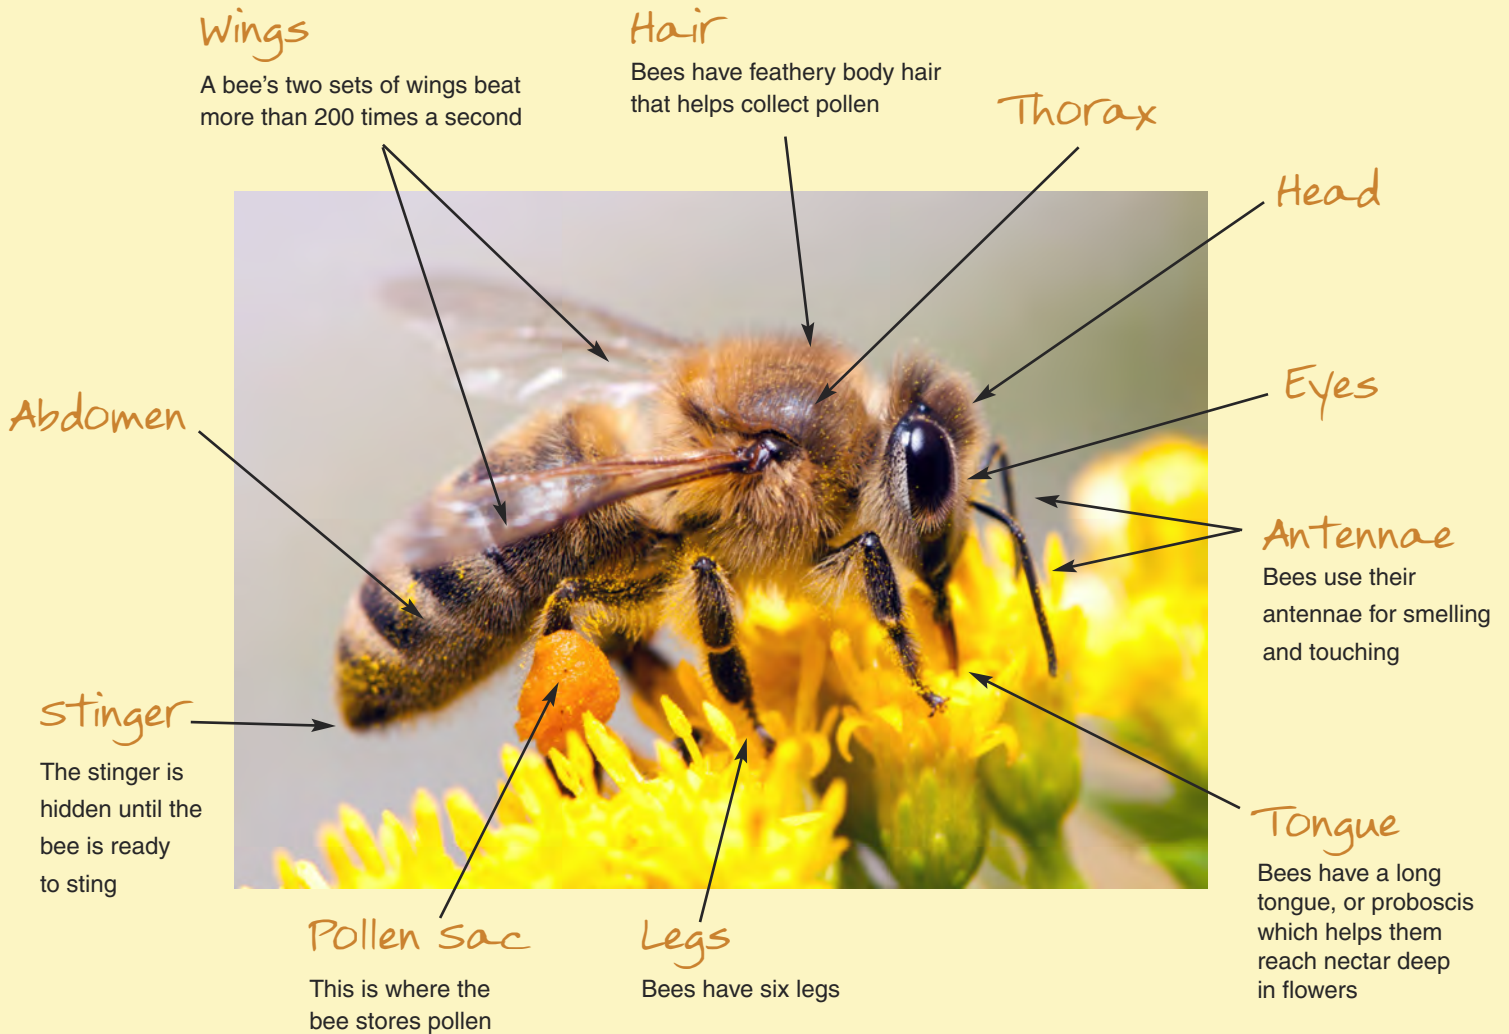 Wings
A bee's two sets of wings beat
more than 200 times a second
Hair
Bees have feathery body hair
that helps collect pollen
Thorax
Head
Eyes
Antennae
Bees use their
antennae for smelling
and touching
Tongue
Bees have a long
tongue, or proboscis
which helps them
reach nectar deep
in flowers
Legs
Bees have six legs
Pollen sac
This is where the
bee stores pollen
Stinger
The stinger is
hidden until the
bee is ready
to sting
Abdomen